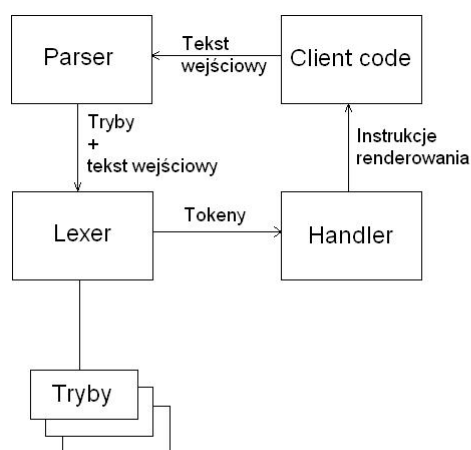 Parser
Tekst
wejściowy
Client code
Tryby
+
tekst wejściowy
Instrukcje
renderowania
Lexer
Tokeny
Handler
Tryby